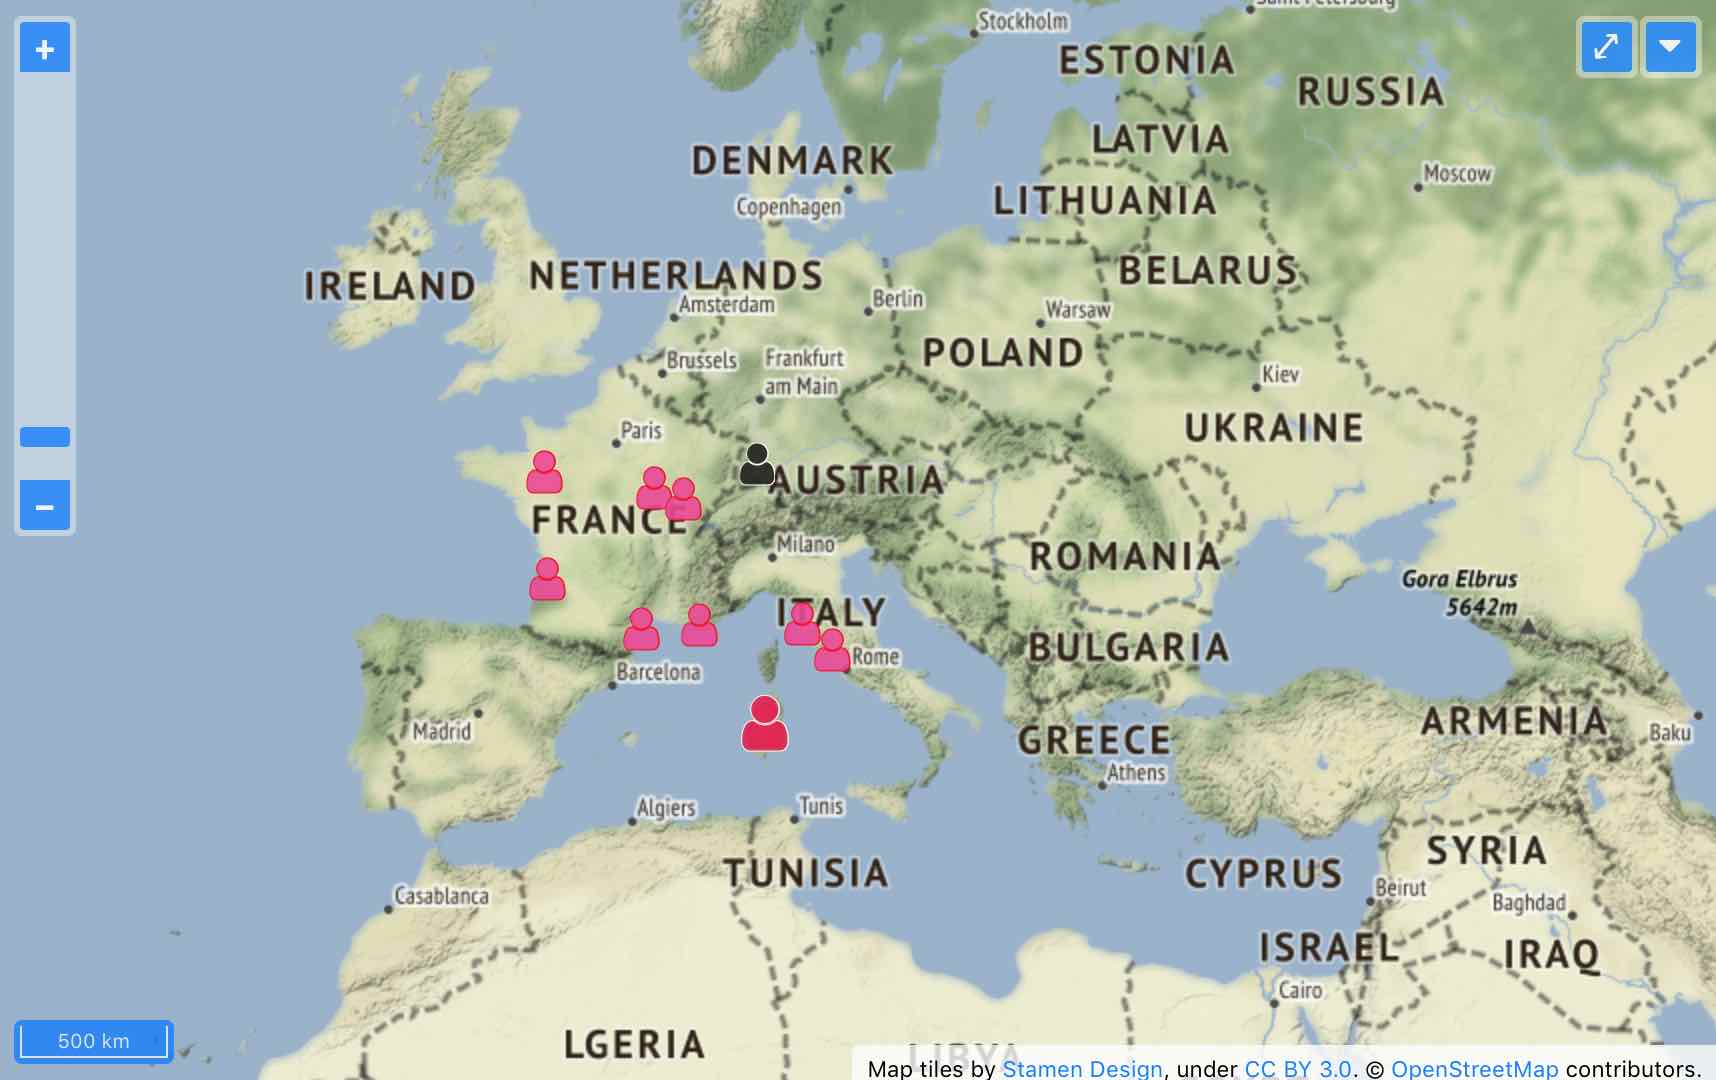 Saint Petersburg
Stockholm
ESTONIA
RUSSIA
LATVIA
DENMARK
Moscow
LITHUANIA
Copenhagen
BELARUS
NETHERLANDS
IRELAND
Amsterdam
Berlin
Warsaw
POLAND
Brussels
Frankfurt
am Main
Kiev
UKRAINE
Paris
AUSTRIA
FRANCE
Milano
ROMANIA
Gora Elbrus
5642m
ITALY
BULGARIA
Rome
Barcelona
Madrid
ARMENIA
GREECE
Baku
Athens
Algiers
Tunis
SYRIA
TUNISIA
CYPRUS
Beirut
Casablanca
Baghdad
ISRAEL
IRAQ
Cairo
500 km
LGERIA
LIBYA
Map tiles by Stamen Design, under CC BY 3.0. © OpenStreetMap contributors.